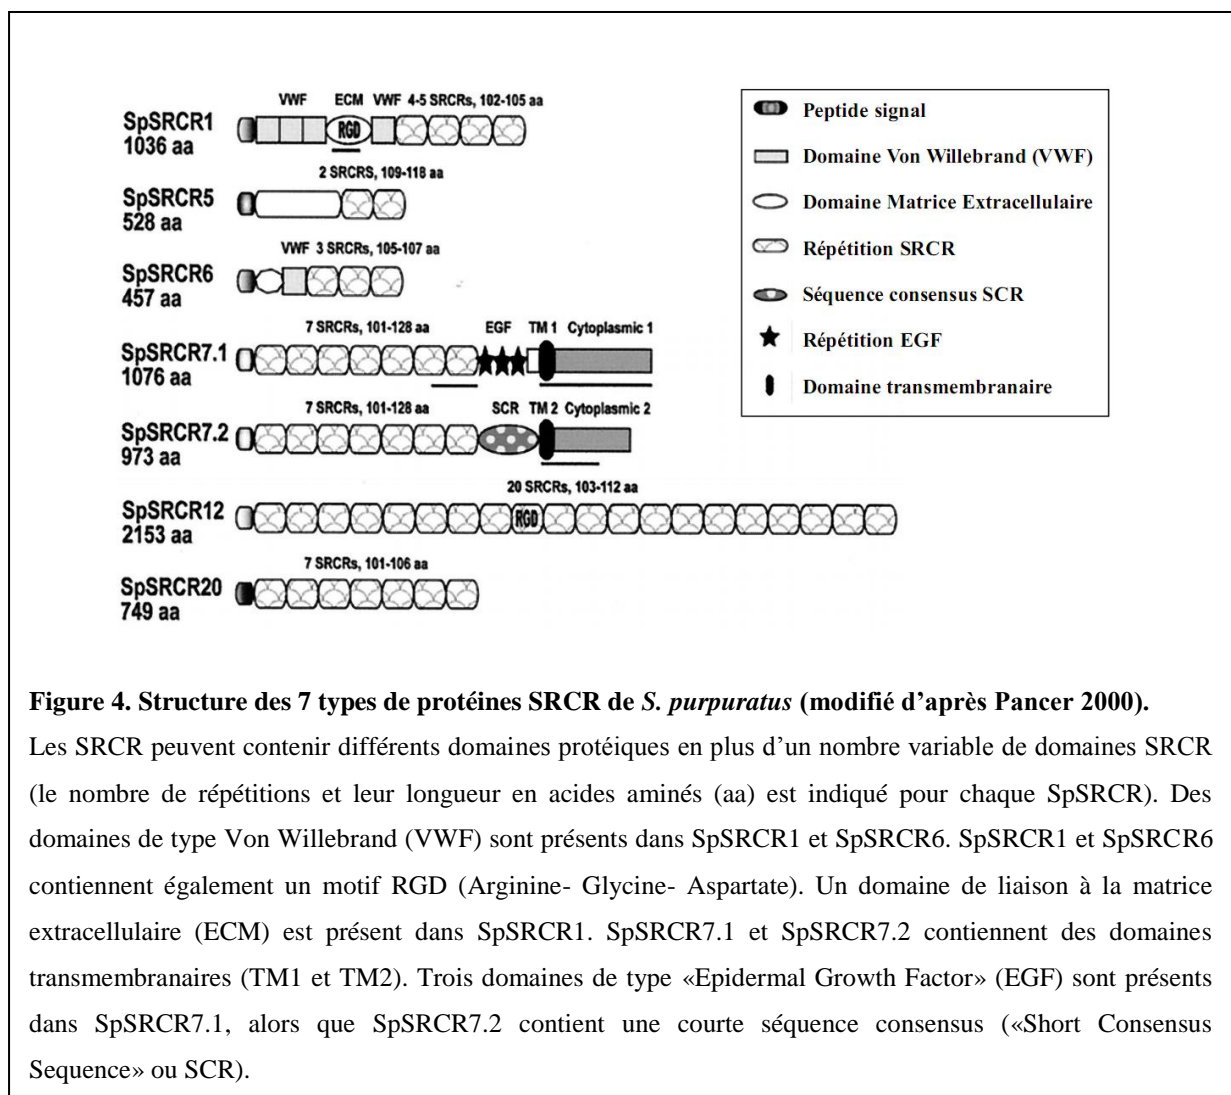 VWF ECM VWF 4-5 SRCRs, 102-105 aa
SpSRCR1
1036 aa
RGD
2 SRCRS, 109-118 aa
SpSRCR5
528 aa
VWF 3 SRCRs, 105-107 aa
SpSRCR6
457 aa
7 SRCRs, 101-128 aa EGF TM 1 Cytoplasmic 1
SpSRCR7.1
1076 aa
7 SRCRs, 101-128 aa SCR TM 2 Cytoplasmic 2
SpSRCR7.2
973 aa
20 SRCRs, 103-112 aa
SpSRCR12
2153 aa
RGD
7 SRCRs, 101-106 aa
SpSRCR20
749 aa
Peptide signal
Domaine Von Willebrand (VWF)
Domaine Matrice Extracellulaire
Répétition SRCR
Séquence consensus SCR
Répétition EGF
Domaine transmembranaire
Figure 4. Structure des 7 types de protéines SRCR de S. purpuratus (modifié d’après Pancer 2000).
Les SRCR peuvent contenir différents domaines protéiques en plus d’un nombre variable de domaines SRCR
(le nombre de répétitions et leur longueur en acides aminés (aa) est indiqué pour chaque SpSRCR). Des
domaines de type Von Willebrand (VWF) sont présents dans SpSRCR1 et SpSRCR6. SpSRCR1 et SpSRCR6
contiennent également un motif RGD (Arginine- Glycine- Aspartate). Un domaine de liaison à la matrice
extracellulaire (ECM) est présent dans SpSRCR1. SpSRCR7.1 et SpSRCR7.2 contiennent des domaines
transmembranaires (TM1 et TM2). Trois domaines de type «Epidermal Growth Factor» (EGF) sont présents
dans SpSRCR7.1, alors que SpSRCR7.2 contient une courte séquence consensus («Short Consensus
Sequence» ou SCR).